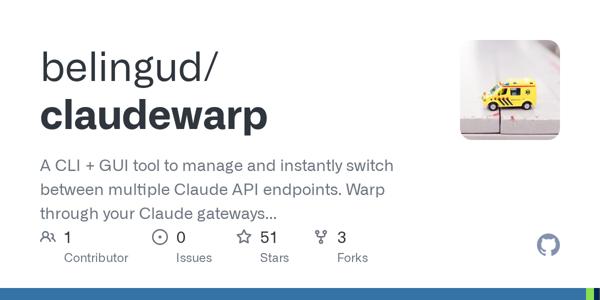 belingud/
claudewarp
A CLI + GUI tool to manage and instantly switch
between multiple Claude API endpoints. Warp
through your Claude gateways...
1 0 51 3
Contributor Issues Stars Forks